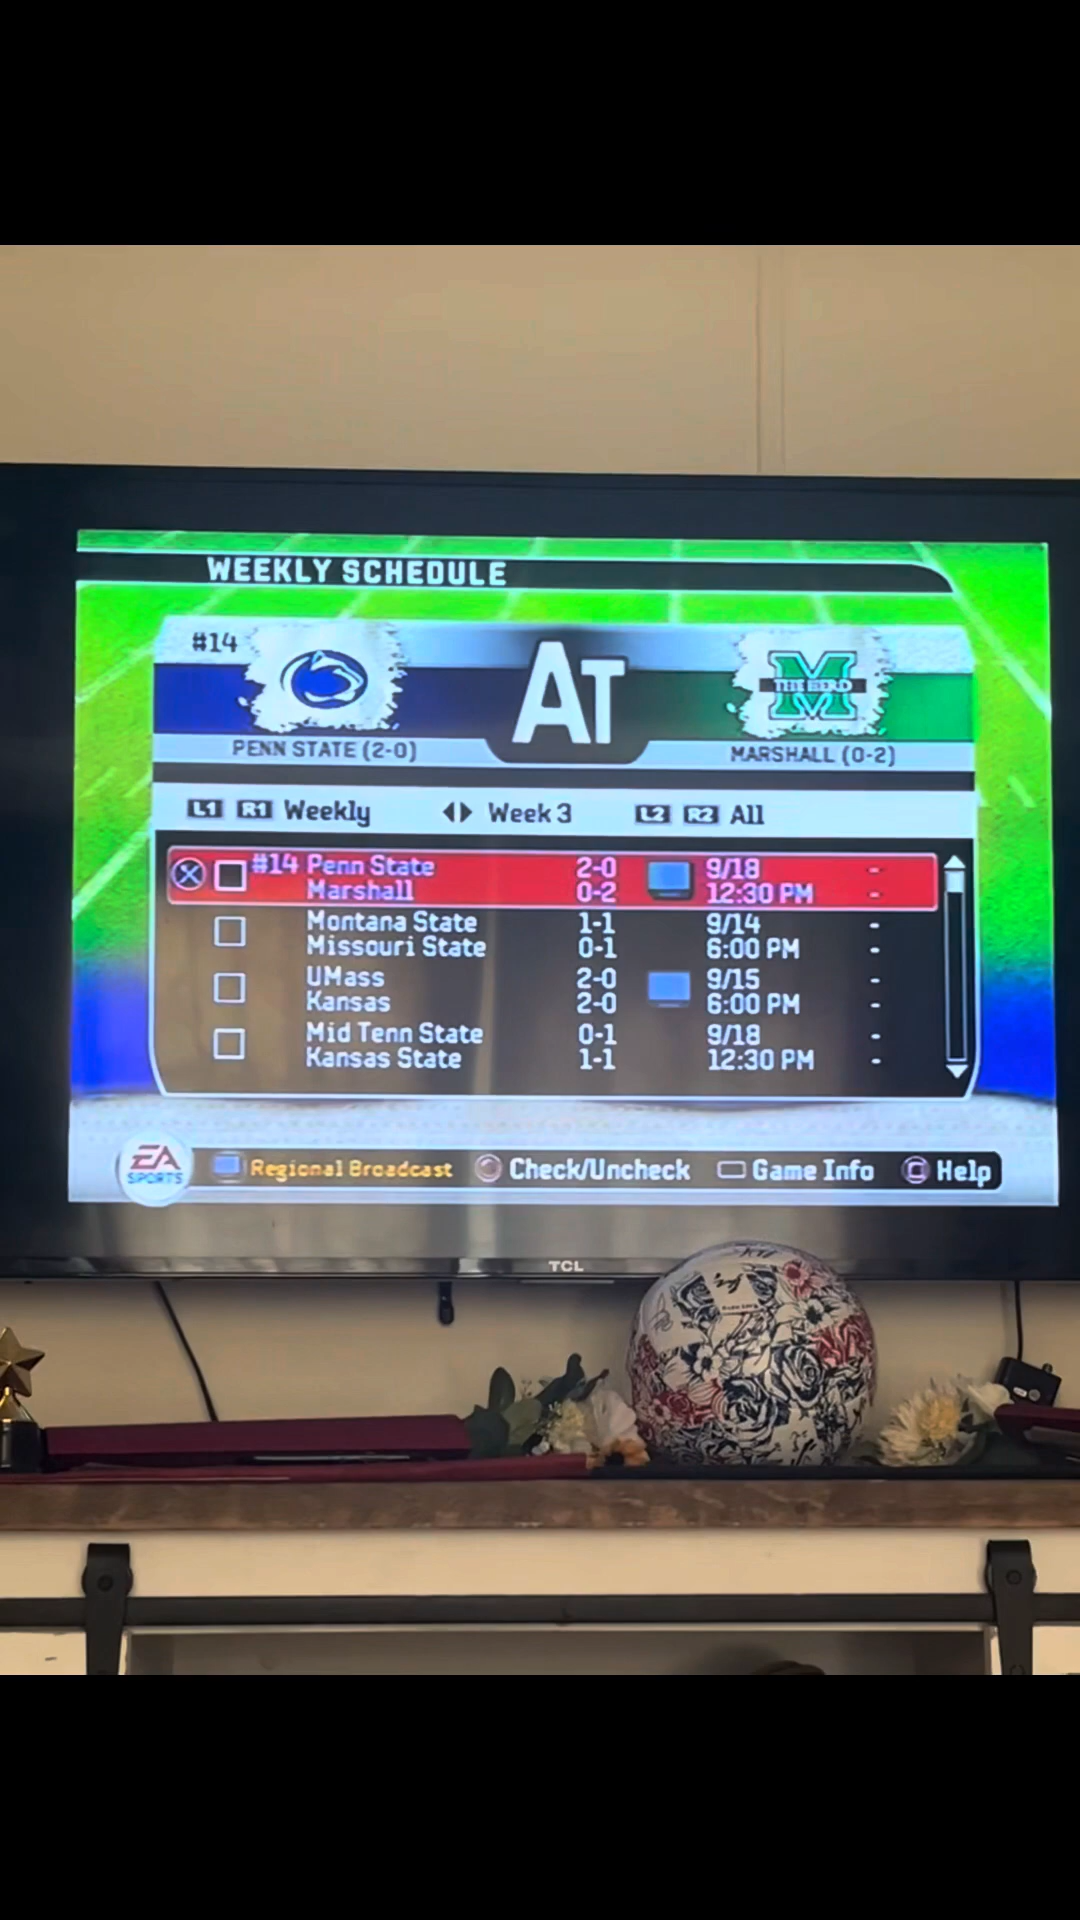 WEEKLY SCHEDULE
#14
AT
M
THE HERD
PENN STATE (2-0)
MARSHALL (0-2)
L1 R1 Weekly
Week 3
L2 R2 All
#14 Penn State 2-0 9/18 -
Marshall 0-2 12:30 PM -
Montana State 1-1 9/14 -
Missouri State 0-1 6:00 PM -
UMass 2-0 9/15 -
Kansas 2-0 6:00 PM -
Mid Tenn State 0-1 9/18 -
Kansas State 1-1 12:30 PM -
EA
SPORTS
Regional Broadcast
Check/Uncheck
Game Info
Help
TCL